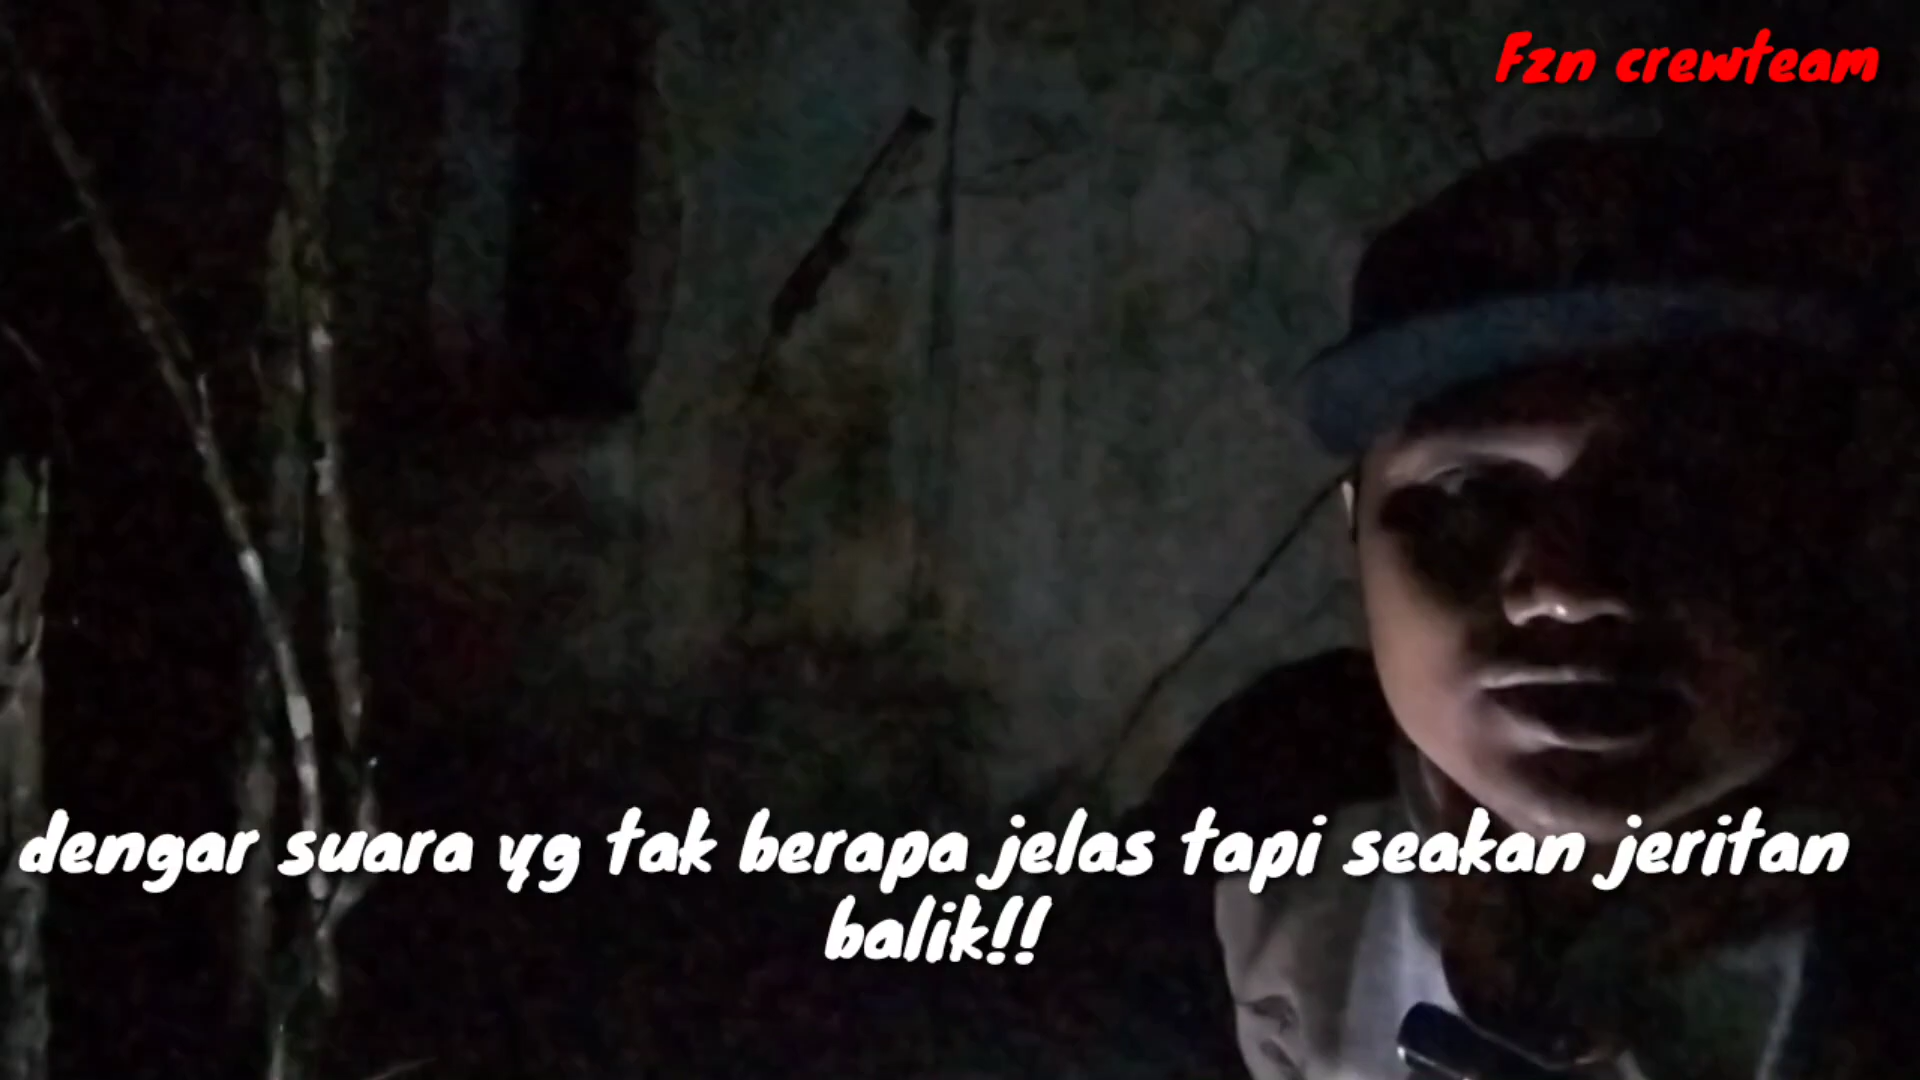 Fzn crewteam
dengar suara yg tak berapa jelas tapi seakan jeritan
balik!!